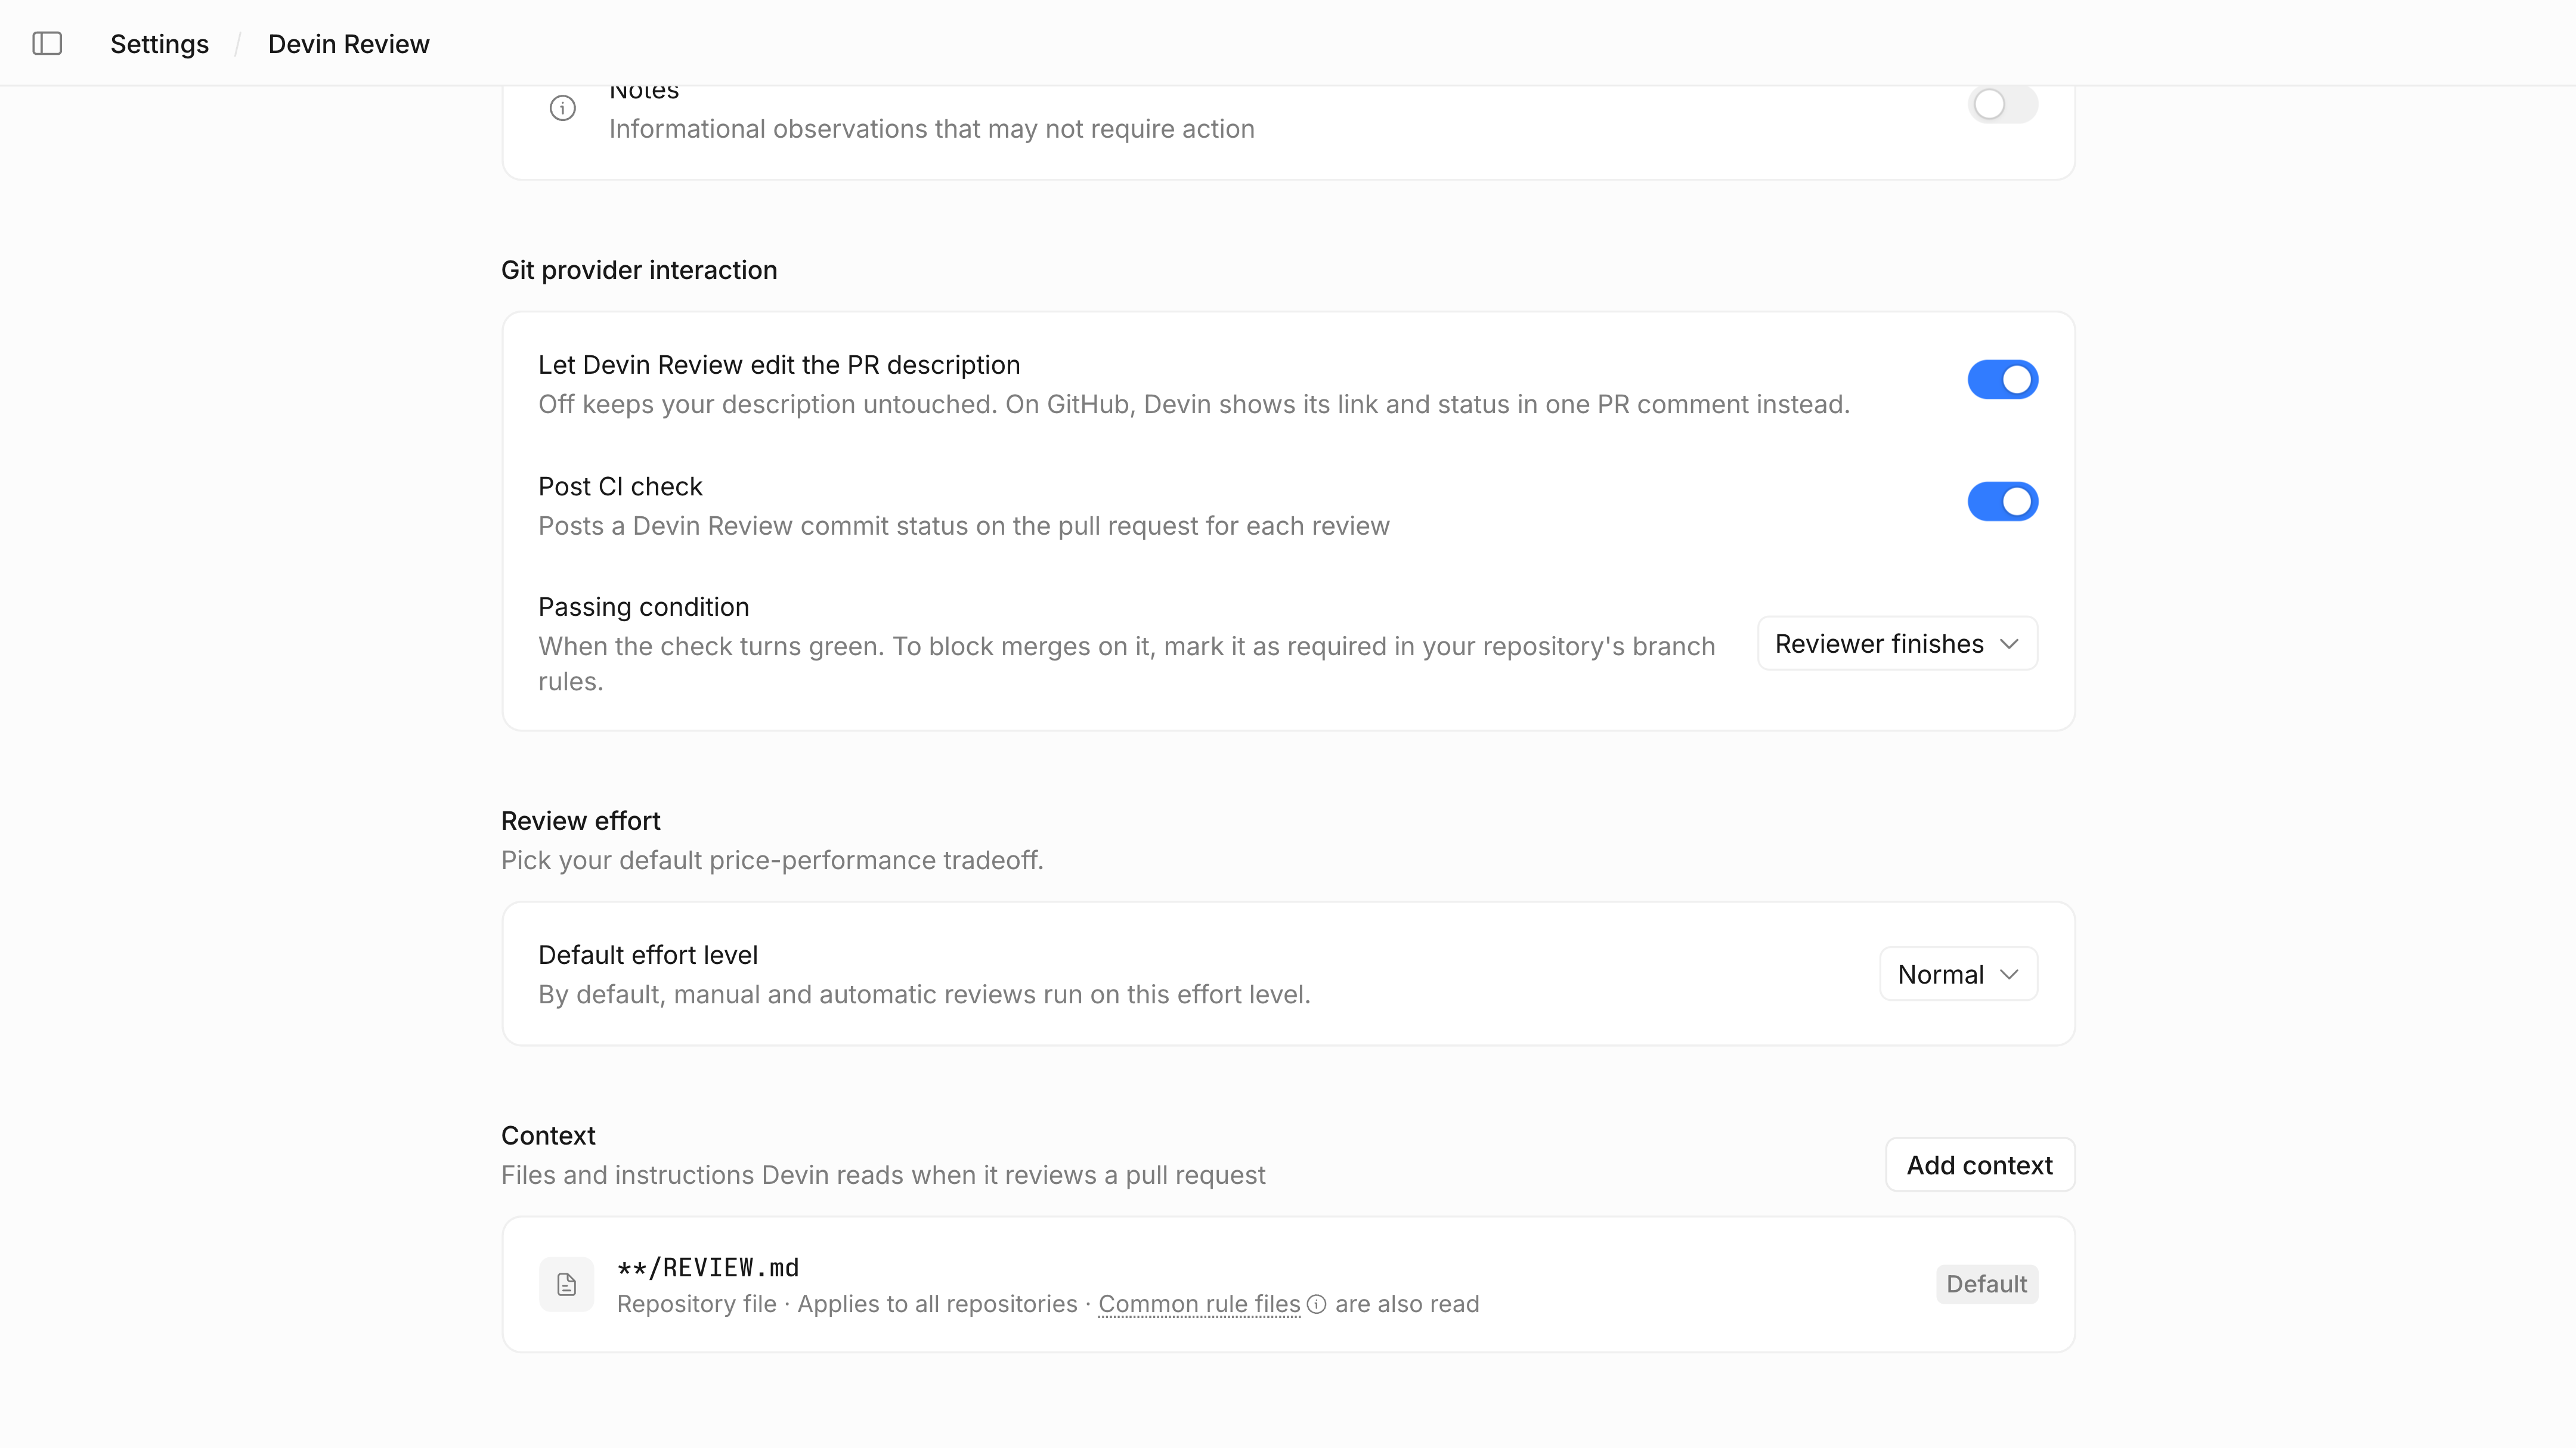 Settings / Devin Review
Notes
Informational observations that may not require action
Git provider interaction
Let Devin Review edit the PR description
Off keeps your description untouched. On GitHub, Devin shows its link and status in one PR comment instead.
Post CI check
Posts a Devin Review commit status on the pull request for each review
Passing condition
When the check turns green. To block merges on it, mark it as required in your repository's branch
rules.
Reviewer finishes
Review effort
Pick your default price-performance tradeoff.
Default effort level
By default, manual and automatic reviews run on this effort level.
Normal
Context
Files and instructions Devin reads when it reviews a pull request
Add context
**/REVIEW.md
Repository file · Applies to all repositories · Common rule files are also read
Default